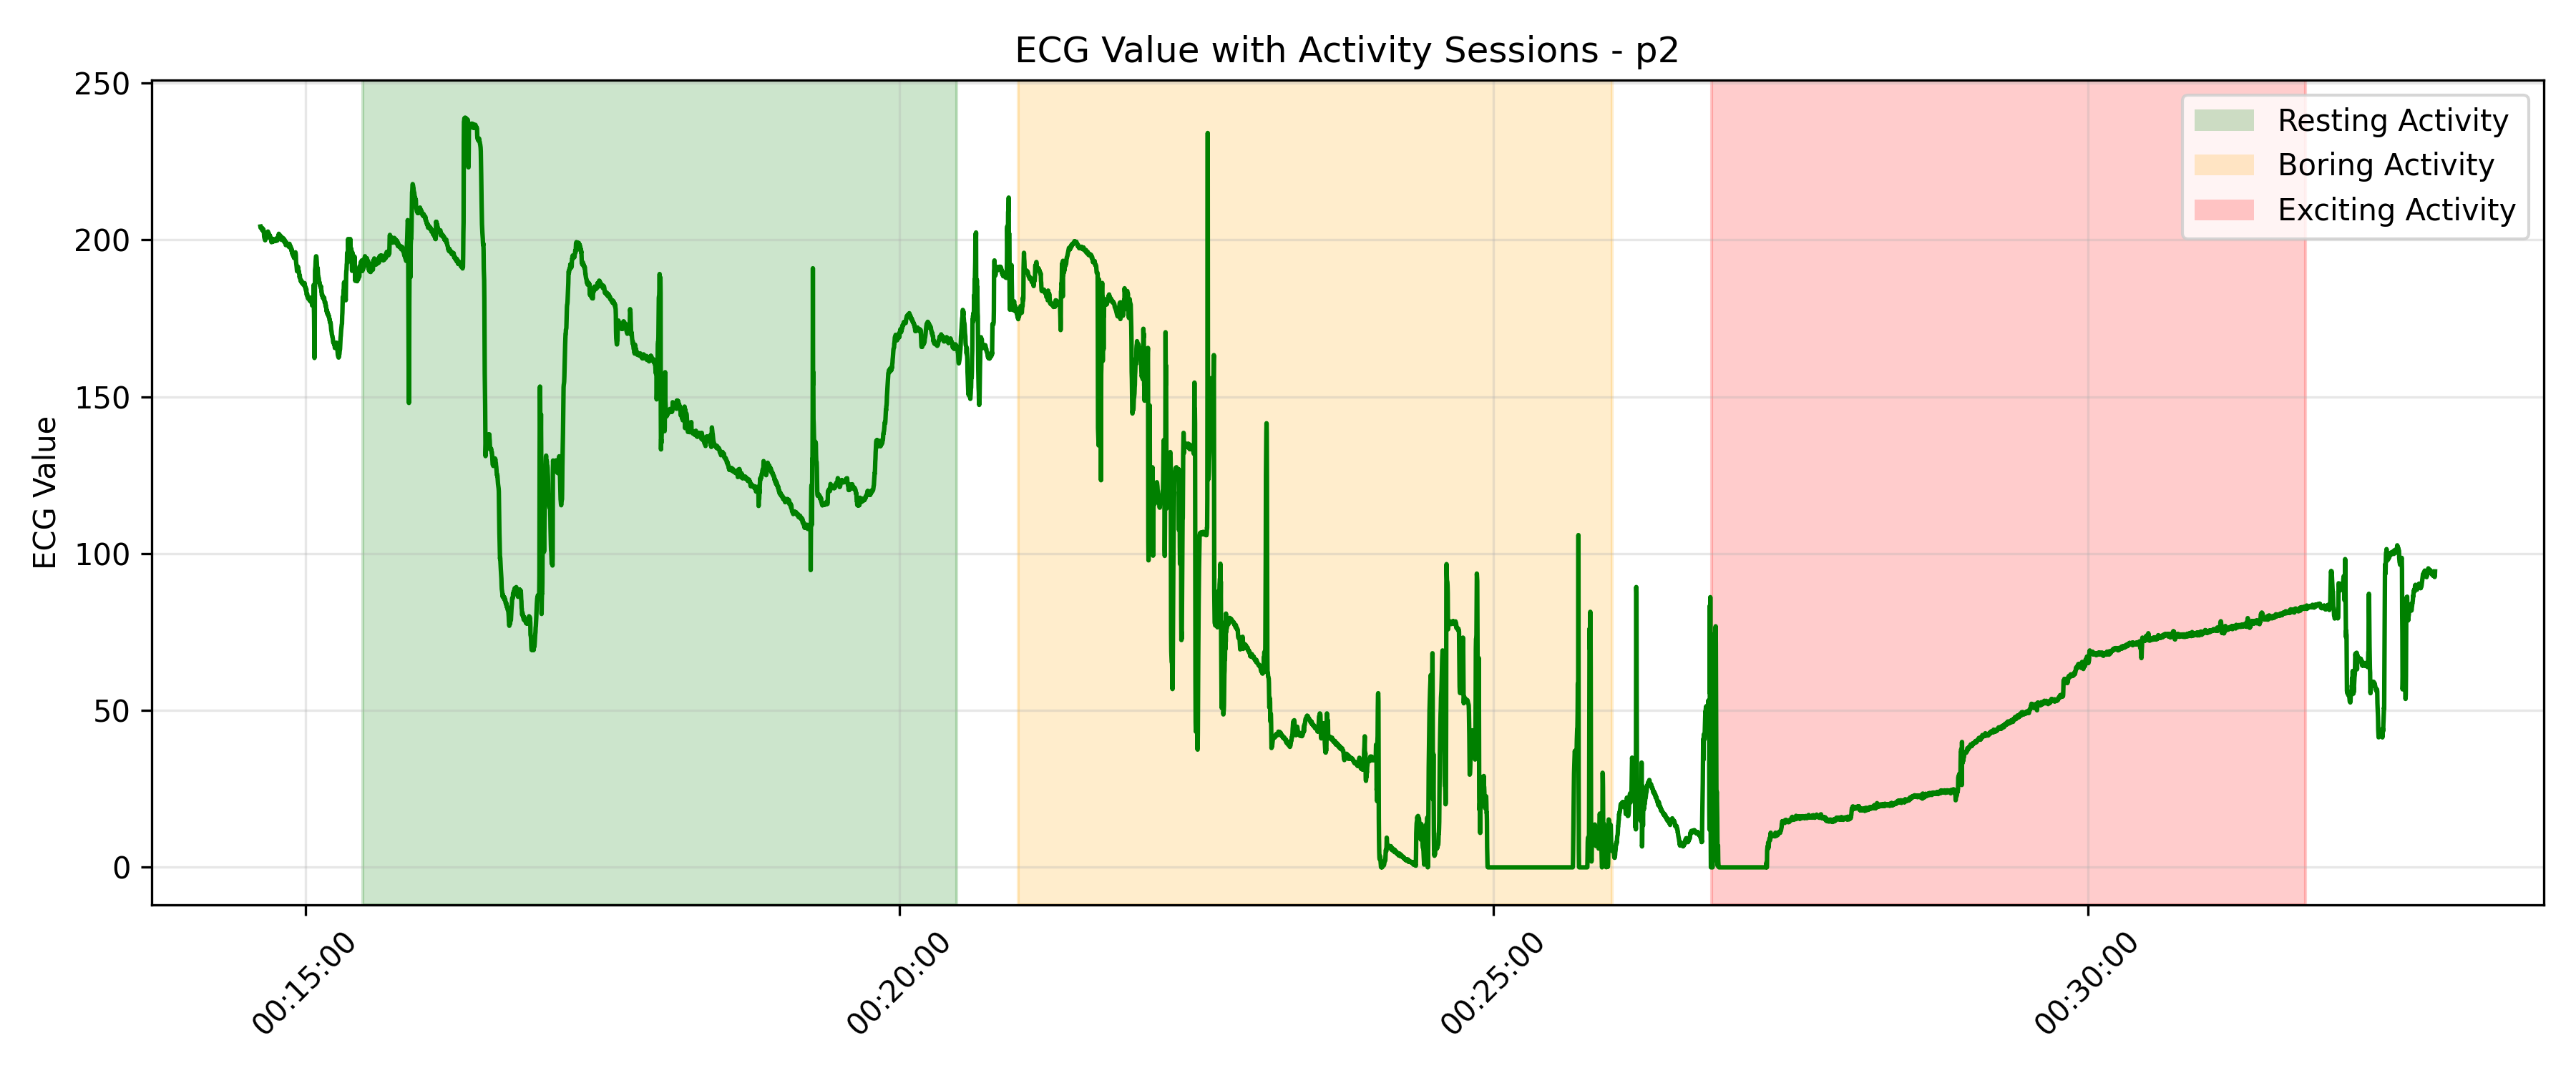 ECG Value with Activity Sessions - p2
Resting Activity
Boring Activity
Exciting Activity
ECG Value
250
200
150
100
50
0
00:15:00
00:20:00
00:25:00
00:30:00